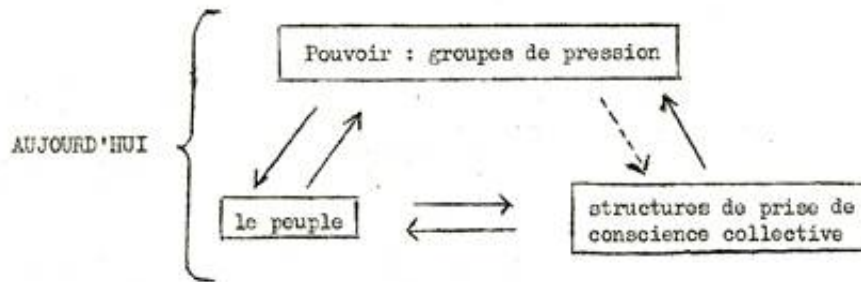 Pouvoir : groupes de pression
AUJOURD'HUI
le peuple
structures de prise de
conscience collective